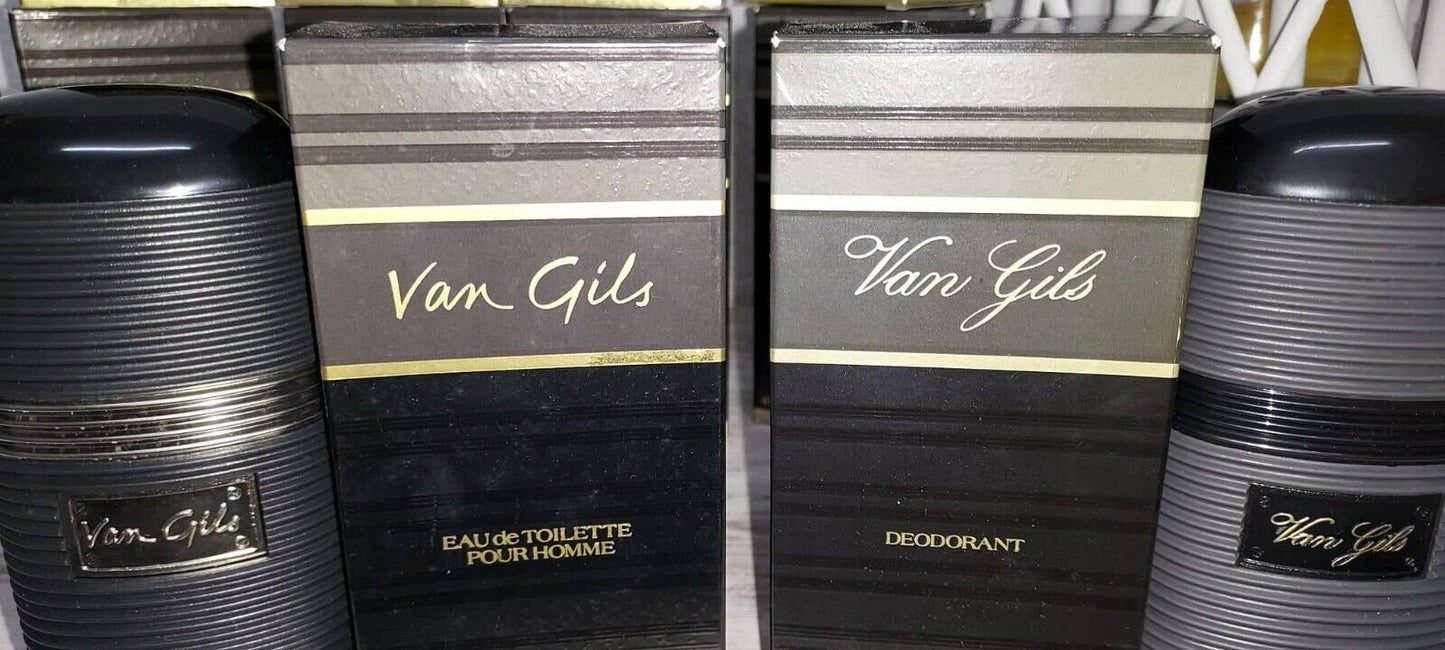 Van Gils
EAU de TOILETTE
POUR HOMME
Van Gils
DEODORANT
Van Gils
Van Gils